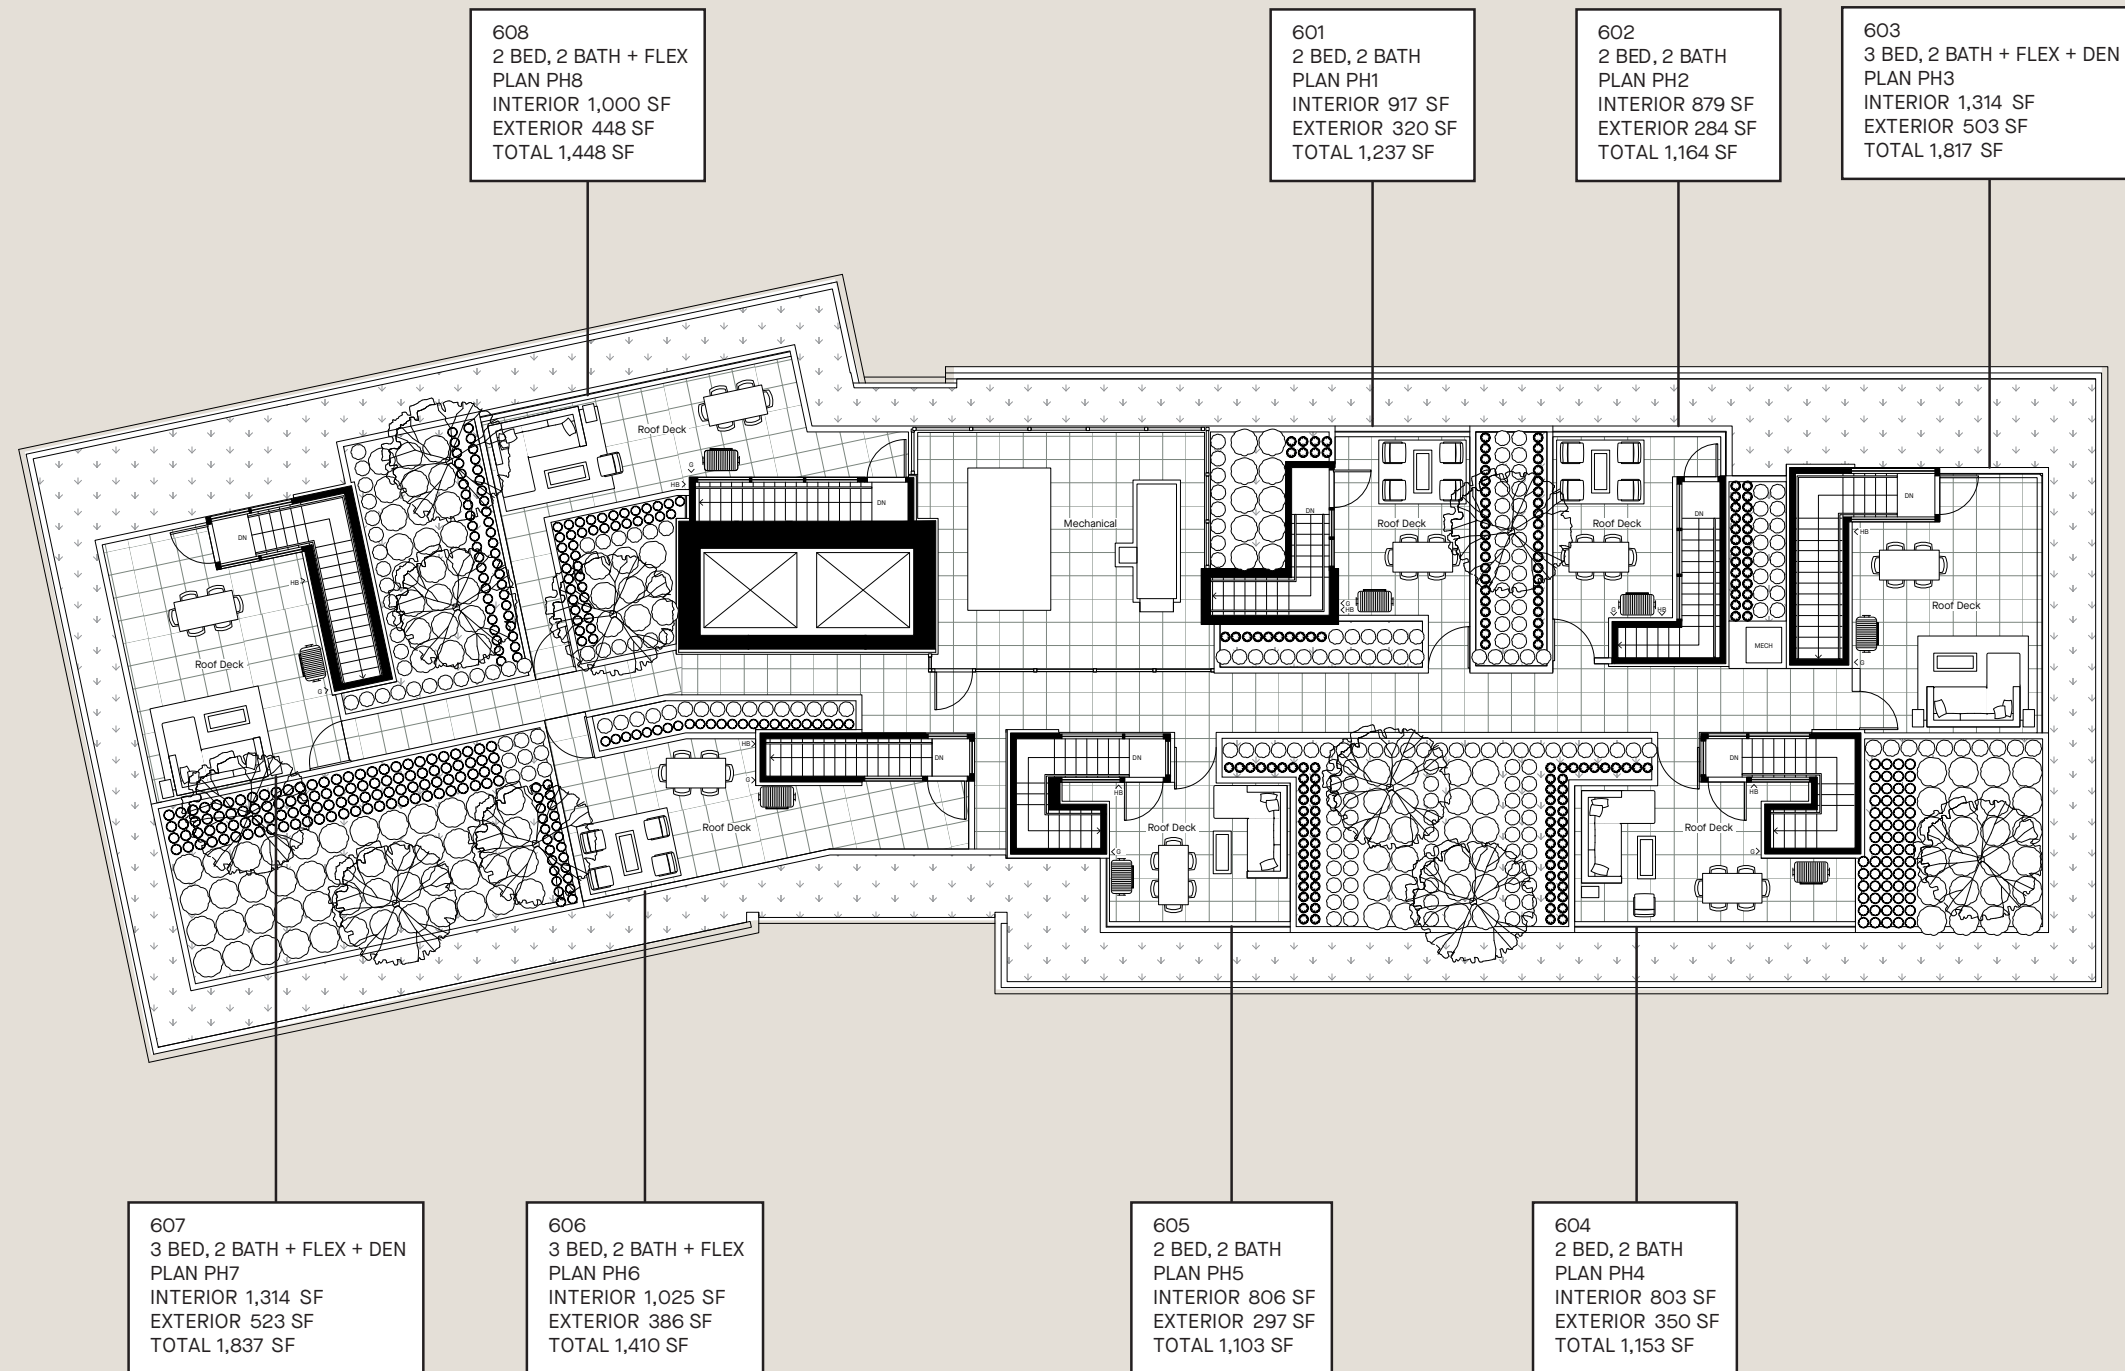 608
2 BED, 2 BATH + FLEX
PLAN PH8
INTERIOR 1,000 SF
EXTERIOR 448 SF
TOTAL 1,448 SF
601
2 BED, 2 BATH
PLAN PH1
INTERIOR 917 SF
EXTERIOR 320 SF
TOTAL 1,237 SF
602
2 BED, 2 BATH
PLAN PH2
INTERIOR 879 SF
EXTERIOR 284 SF
TOTAL 1,164 SF
603
3 BED, 2 BATH + FLEX + DEN
PLAN PH3
INTERIOR 1,314 SF
EXTERIOR 503 SF
TOTAL 1,817 SF
Roof Deck
G
HB
DN
DN
HB
Roof Deck
G
Mechanical
DN
Roof Deck
G
HB
DN
Roof Deck
G
HB
MECH
DN
HB
Roof Deck
G
HB
G
DN
Roof Deck
DN
HB
Roof Deck
G
DN
HB
Roof Deck
G
607
3 BED, 2 BATH + FLEX + DEN
PLAN PH7
INTERIOR 1,314 SF
EXTERIOR 523 SF
TOTAL 1,837 SF
606
3 BED, 2 BATH + FLEX
PLAN PH6
INTERIOR 1,025 SF
EXTERIOR 386 SF
TOTAL 1,410 SF
605
2 BED, 2 BATH
PLAN PH5
INTERIOR 806 SF
EXTERIOR 297 SF
TOTAL 1,103 SF
604
2 BED, 2 BATH
PLAN PH4
INTERIOR 803 SF
EXTERIOR 350 SF
TOTAL 1,153 SF